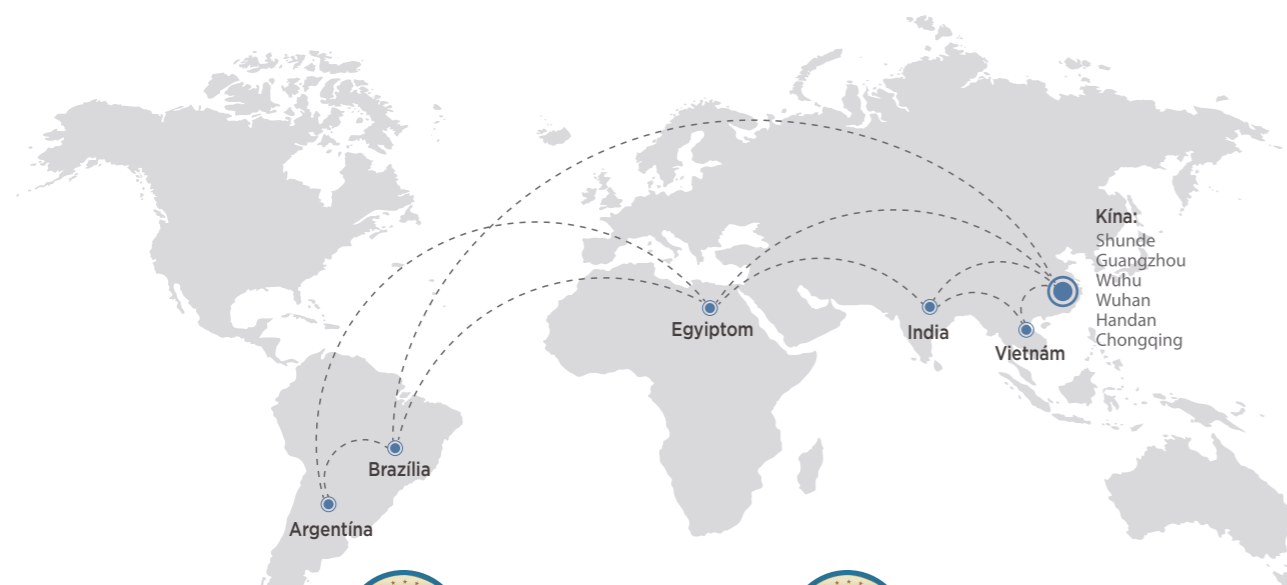 Kína:
Shunde
Guangzhou
Wuhu
Wuhan
Handan
Chongqing
Egyiptom
India
Vietnám
Brazília
Argentína